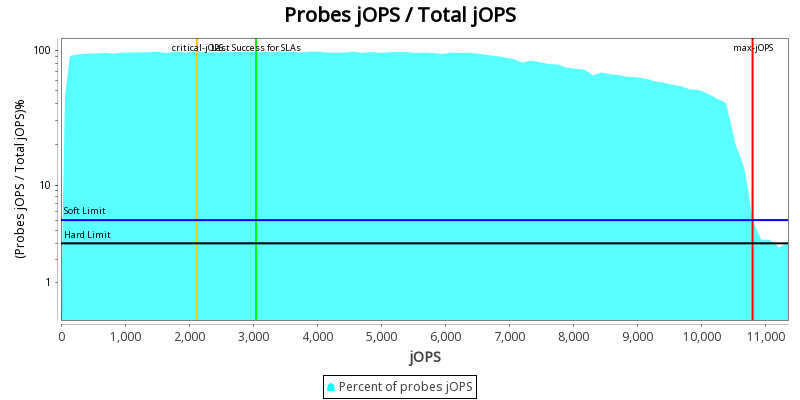 Probes jOPS / Total jOPS
(Probes jOPS / Total jOPS)%
100
10
1
critical-jOPS
Last Success for SLAs
max-jOPS
Soft Limit
Hard Limit
0 1,000 2,000 3,000 4,000 5,000 6,000 7,000 8,000 9,000 10,000 11,000
jOPS
Percent of probes jOPS